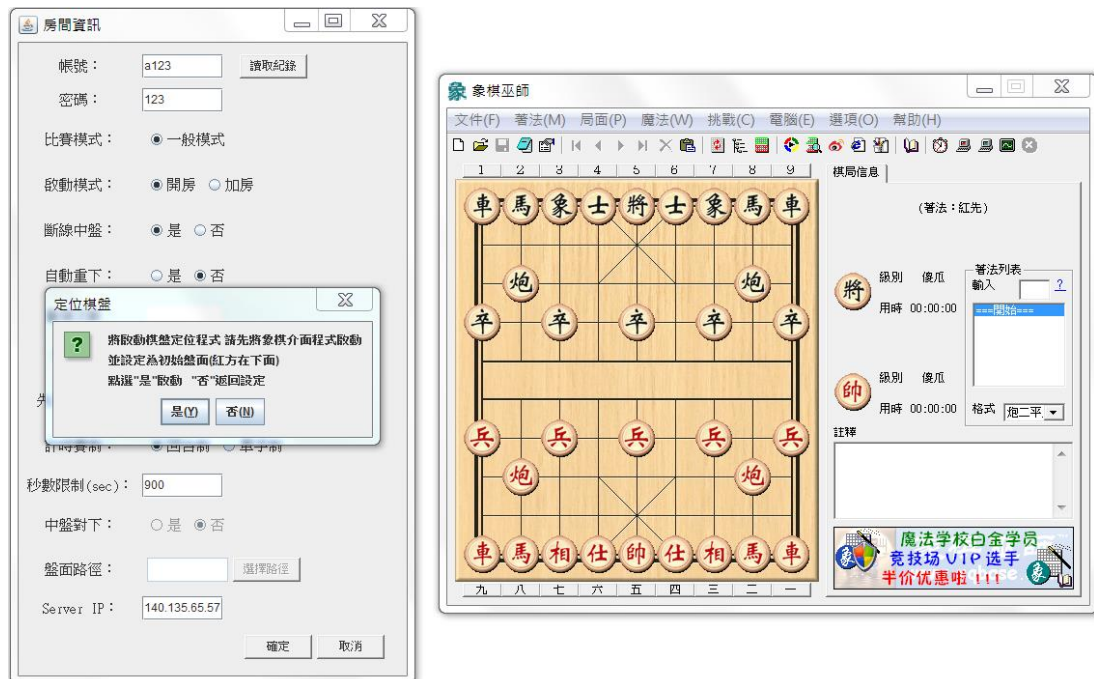 房間資訊
帳號： a123 讀取紀錄
密碼： 123
比賽模式： 一般模式
啟動模式： 開房 加房
斷線中盤： 是 否
自動重下： 是 否
定位棋盤
將啟動棋盤定位程式 請先將象棋介面程式啟動
並設定為初始盤面(紅方在下面)
點選"是"啟動 "否"返回設定
是(Y) 否(N)
先
計時賽制： 回合制 單子制
秒數限制(sec)： 900
中盤對下： 是 否
盤面路徑： 選擇路徑
Server IP： 140.135.65.57
確定 取消
象棋巫師
文件(F) 著法(M) 局面(P) 魔法(W) 挑戰(C) 電腦(E) 選項(O) 幫助(H)
1 2 3 4 5 6 7 8 9
車 馬 象 士 將 士 象 馬 車
炮 炮
卒 卒 卒 卒 卒
兵 兵 兵 兵 兵
炮 炮
車 馬 相 仕 帥 仕 相 馬 車
九 八 七 六 五 四 三 二 一
棋局信息
(著法：紅先)
將 級別 傻瓜
用時 00:00:00
帥 級別 傻瓜
用時 00:00:00
著法列表
輸入 ?
===開始===
格式 炮二平
註釋
魔法学校白金学员
竞技场 VIP 选手
半价优惠啦 !!!